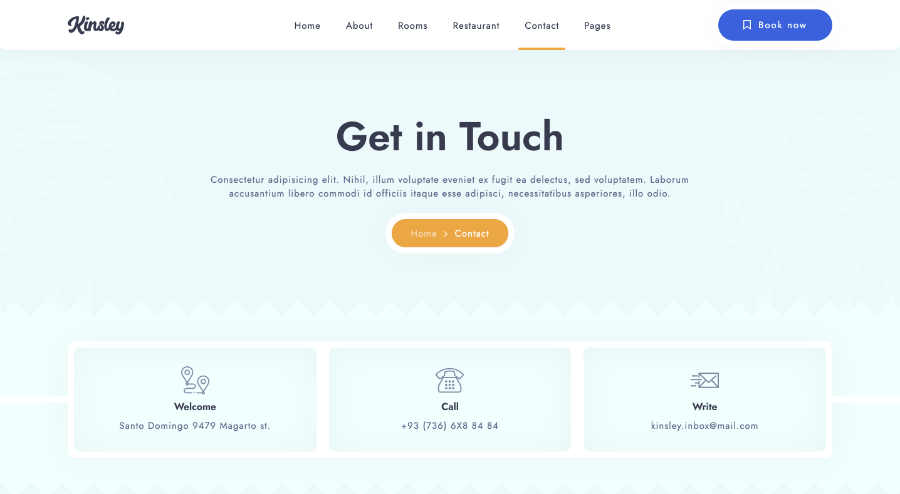 Kinsley
Home About Rooms Restaurant Contact Pages
Book now
Get in Touch
Consectetur adipisicing elit. Nihil, illum voluptate eveniet ex fugit ea delectus, sed voluptatem. Laborum
accusantium libero commodi id officiis itaque esse adipisci, necessitatibus asperiores, illo odio.
Home > Contact
Welcome
Santo Domingo 9479 Magarto st.
Call
+93 (736) 6X8 84 84
Write
kinsley.inbox@mail.com